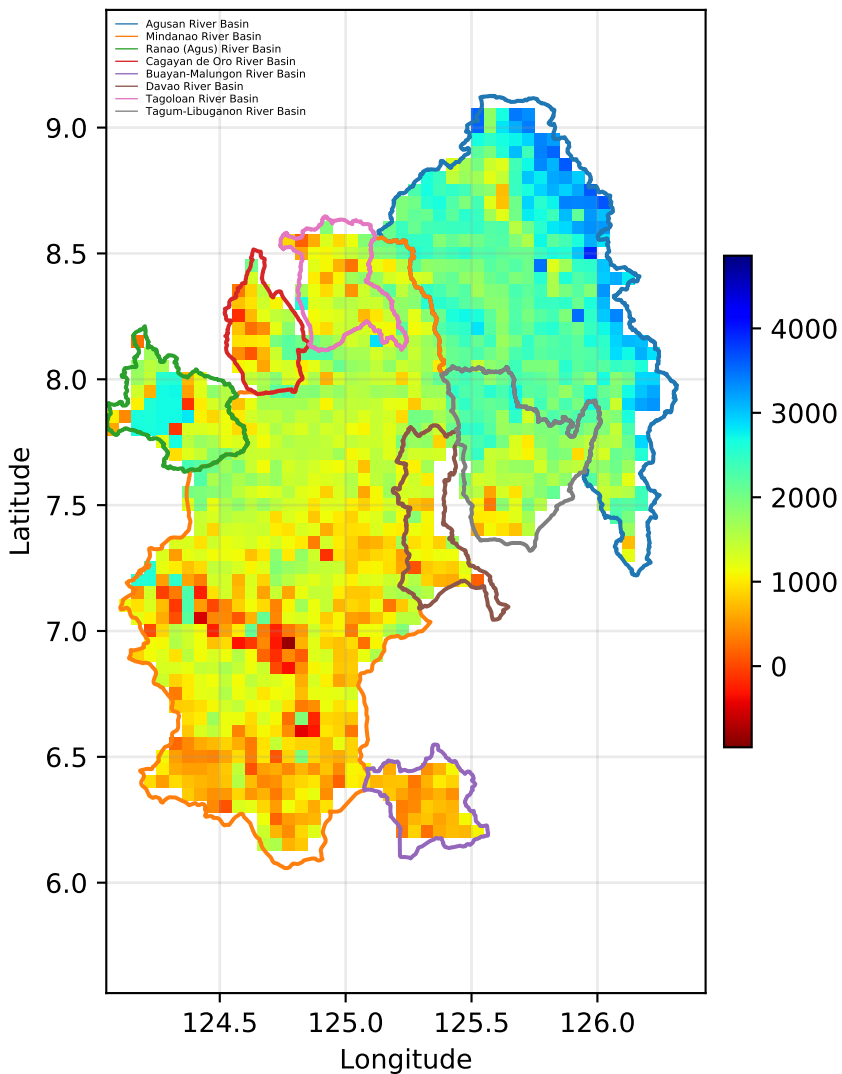 Agusan River Basin
Mindanao River Basin
Ranao (Agus) River Basin
Cagayan de Oro River Basin
Buayan-Malungon River Basin
Davao River Basin
Tagoloan River Basin
Tagum-Libuganon River Basin
9.0
8.5
8.0
7.5
7.0
6.5
6.0
Latitude
124.5 125.0 125.5 126.0
Longitude
4000
3000
2000
1000
0